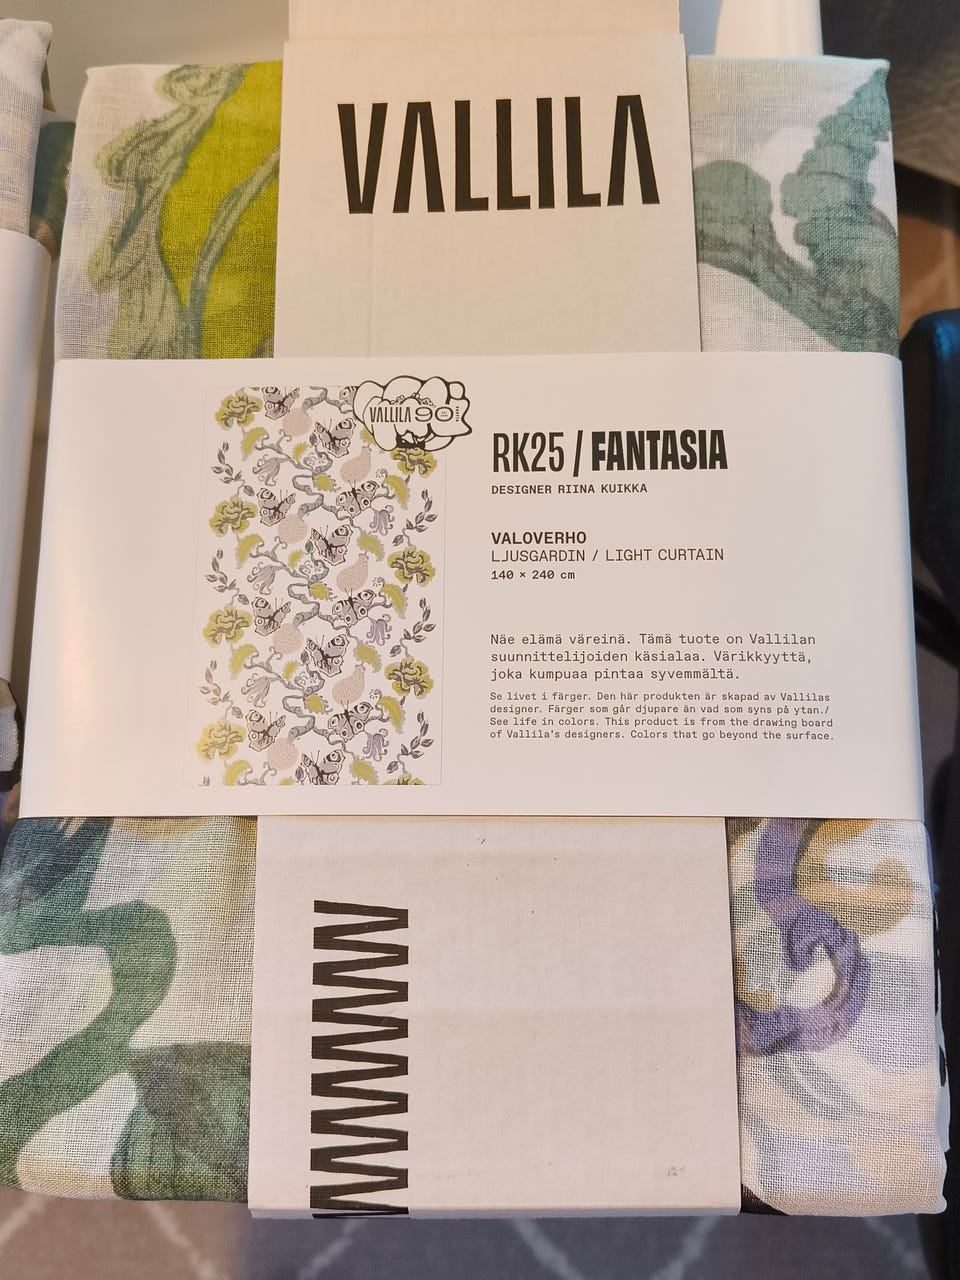 VALLILA
VALLILA 90
RK25 / FANTASIA
DESIGNER RIINA KUIKKA
VALOVERHO
LJUSGARDIN / LIGHT CURTAIN
140 × 240 cm
Näe elämä väreinä. Tämä tuote on Vallilan
suunnittelijoiden käsialaa. Värikkyyttä,
joka kumpuaa pintaa syvemmältä.
Se livet i färger. Den här produkten är skapad av Vallilas
designer. Färger som går djupare än vad som syns på ytan./
See life in colors. This product is from the drawing board
of Vallila's designers. Colors that go beyond the surface.